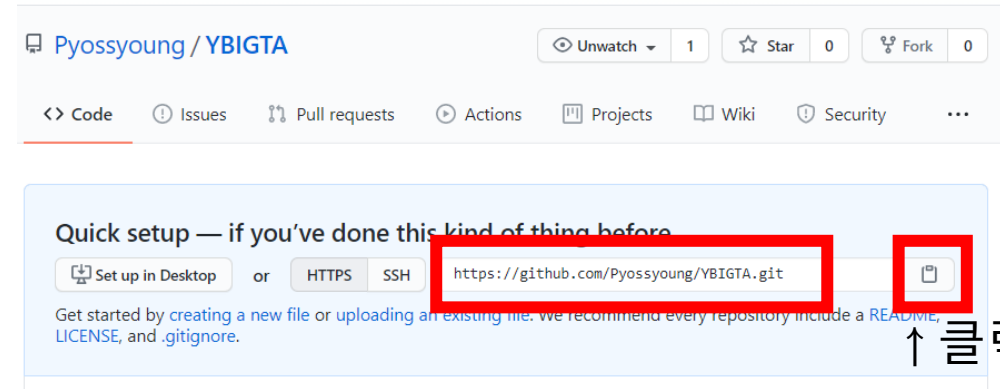 Pyossyoung / YBIGTA Unwatch 1 Star 0 Fork 0
Code Issues Pull requests Actions Projects Wiki Security ...
Quick setup — if you've done this kind of thing before
Set up in Desktop or HTTPS SSH https://github.com/Pyossyoung/YBIGTA.git
Get started by creating a new file or uploading an existing file. We recommend every repository include a README,
LICENSE, and .gitignore.
↑ 클